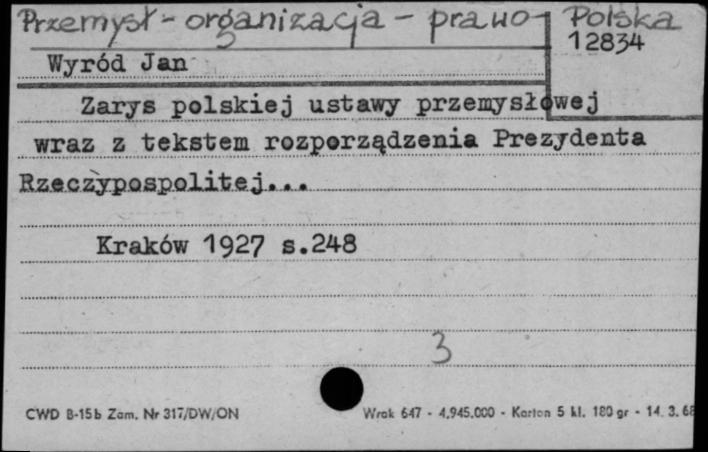 Przemysł - organizacja - prawo - Polska
12834
Wyród Jan
Zarys polskiej ustawy przemysłowej
wraz z tekstem rozporządzenia Prezydenta
Rzeczypospolitej...
Kraków 1927 s.248
3
CWD B-15b Zam. Nr 317/DW/ON
Wrak 647 - 4.945.000 - Karton 5 kl. 180 gr - 14. 3. 68